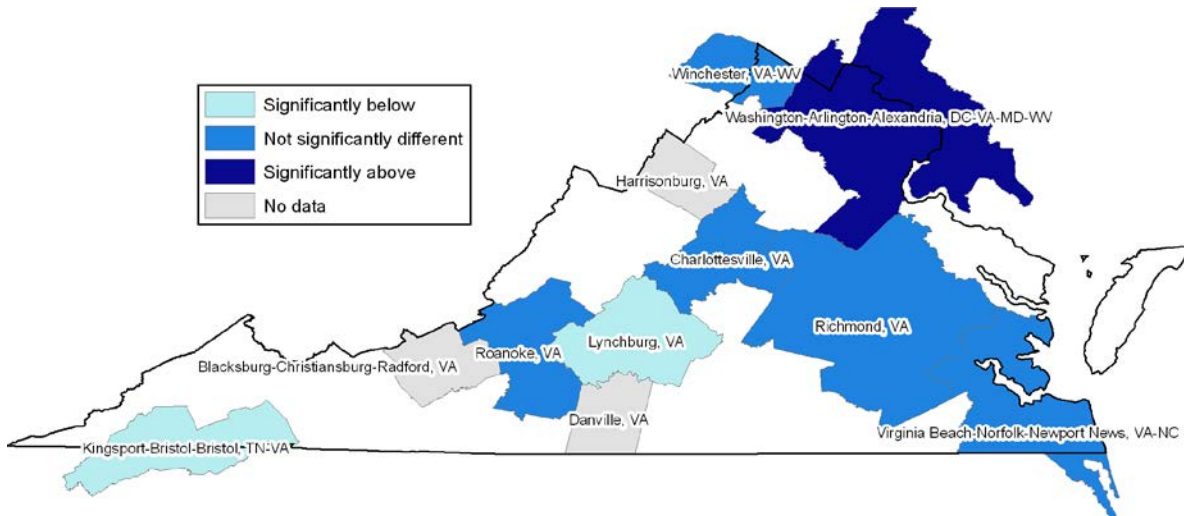 Significantly below
Not significantly different
Significantly above
No data
Winchester, VA-WV
Washington-Arlington-Alexandria, DC-VA-MD-WV
Harrisonburg, VA
Charlottesville, VA
Richmond, VA
Lynchburg, VA
Roanoke, VA
Blacksburg-Christiansburg-Radford, VA
Danville, VA
Virginia Beach-Norfolk-Newport News, VA-NC
Kingsport-Bristol-Bristol, TN-VA